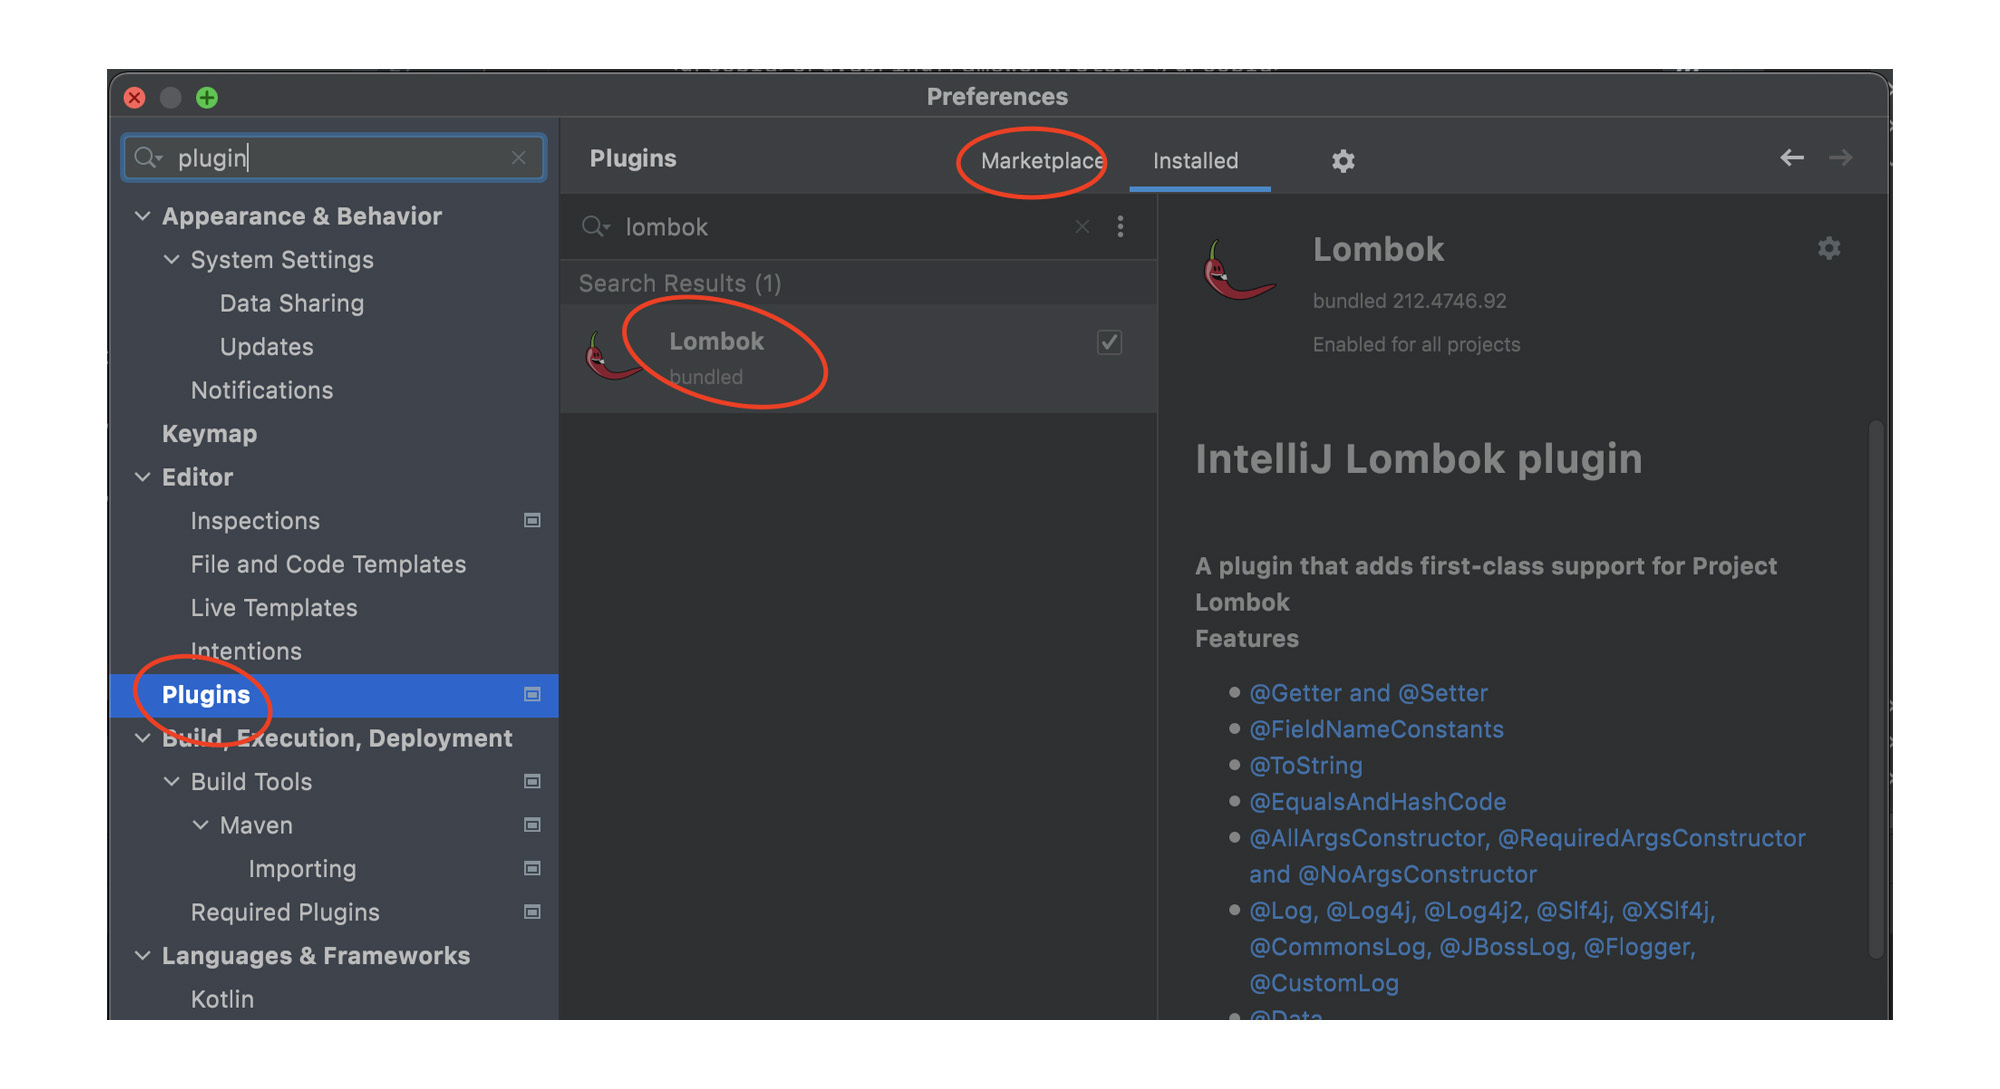 Preferences
plugin
Appearance & Behavior
System Settings
Data Sharing
Updates
Notifications
Keymap
Editor
Inspections
File and Code Templates
Live Templates
Intentions
Plugins
Build, Execution, Deployment
Build Tools
Maven
Importing
Required Plugins
Languages & Frameworks
Kotlin
Plugins
Marketplace
Installed
lombok
Search Results (1)
Lombok
bundled
Lombok
bundled 212.4746.92
Enabled for all projects
IntelliJ Lombok plugin
A plugin that adds first-class support for Project
Lombok
Features
@Getter and @Setter
@FieldNameConstants
@ToString
@EqualsAndHashCode
@AllArgsConstructor, @RequiredArgsConstructor
and @NoArgsConstructor
@Log, @Log4j, @Log4j2, @Slf4j, @XSlf4j,
@CommonsLog, @JBossLog, @Flogger,
@CustomLog
@Data